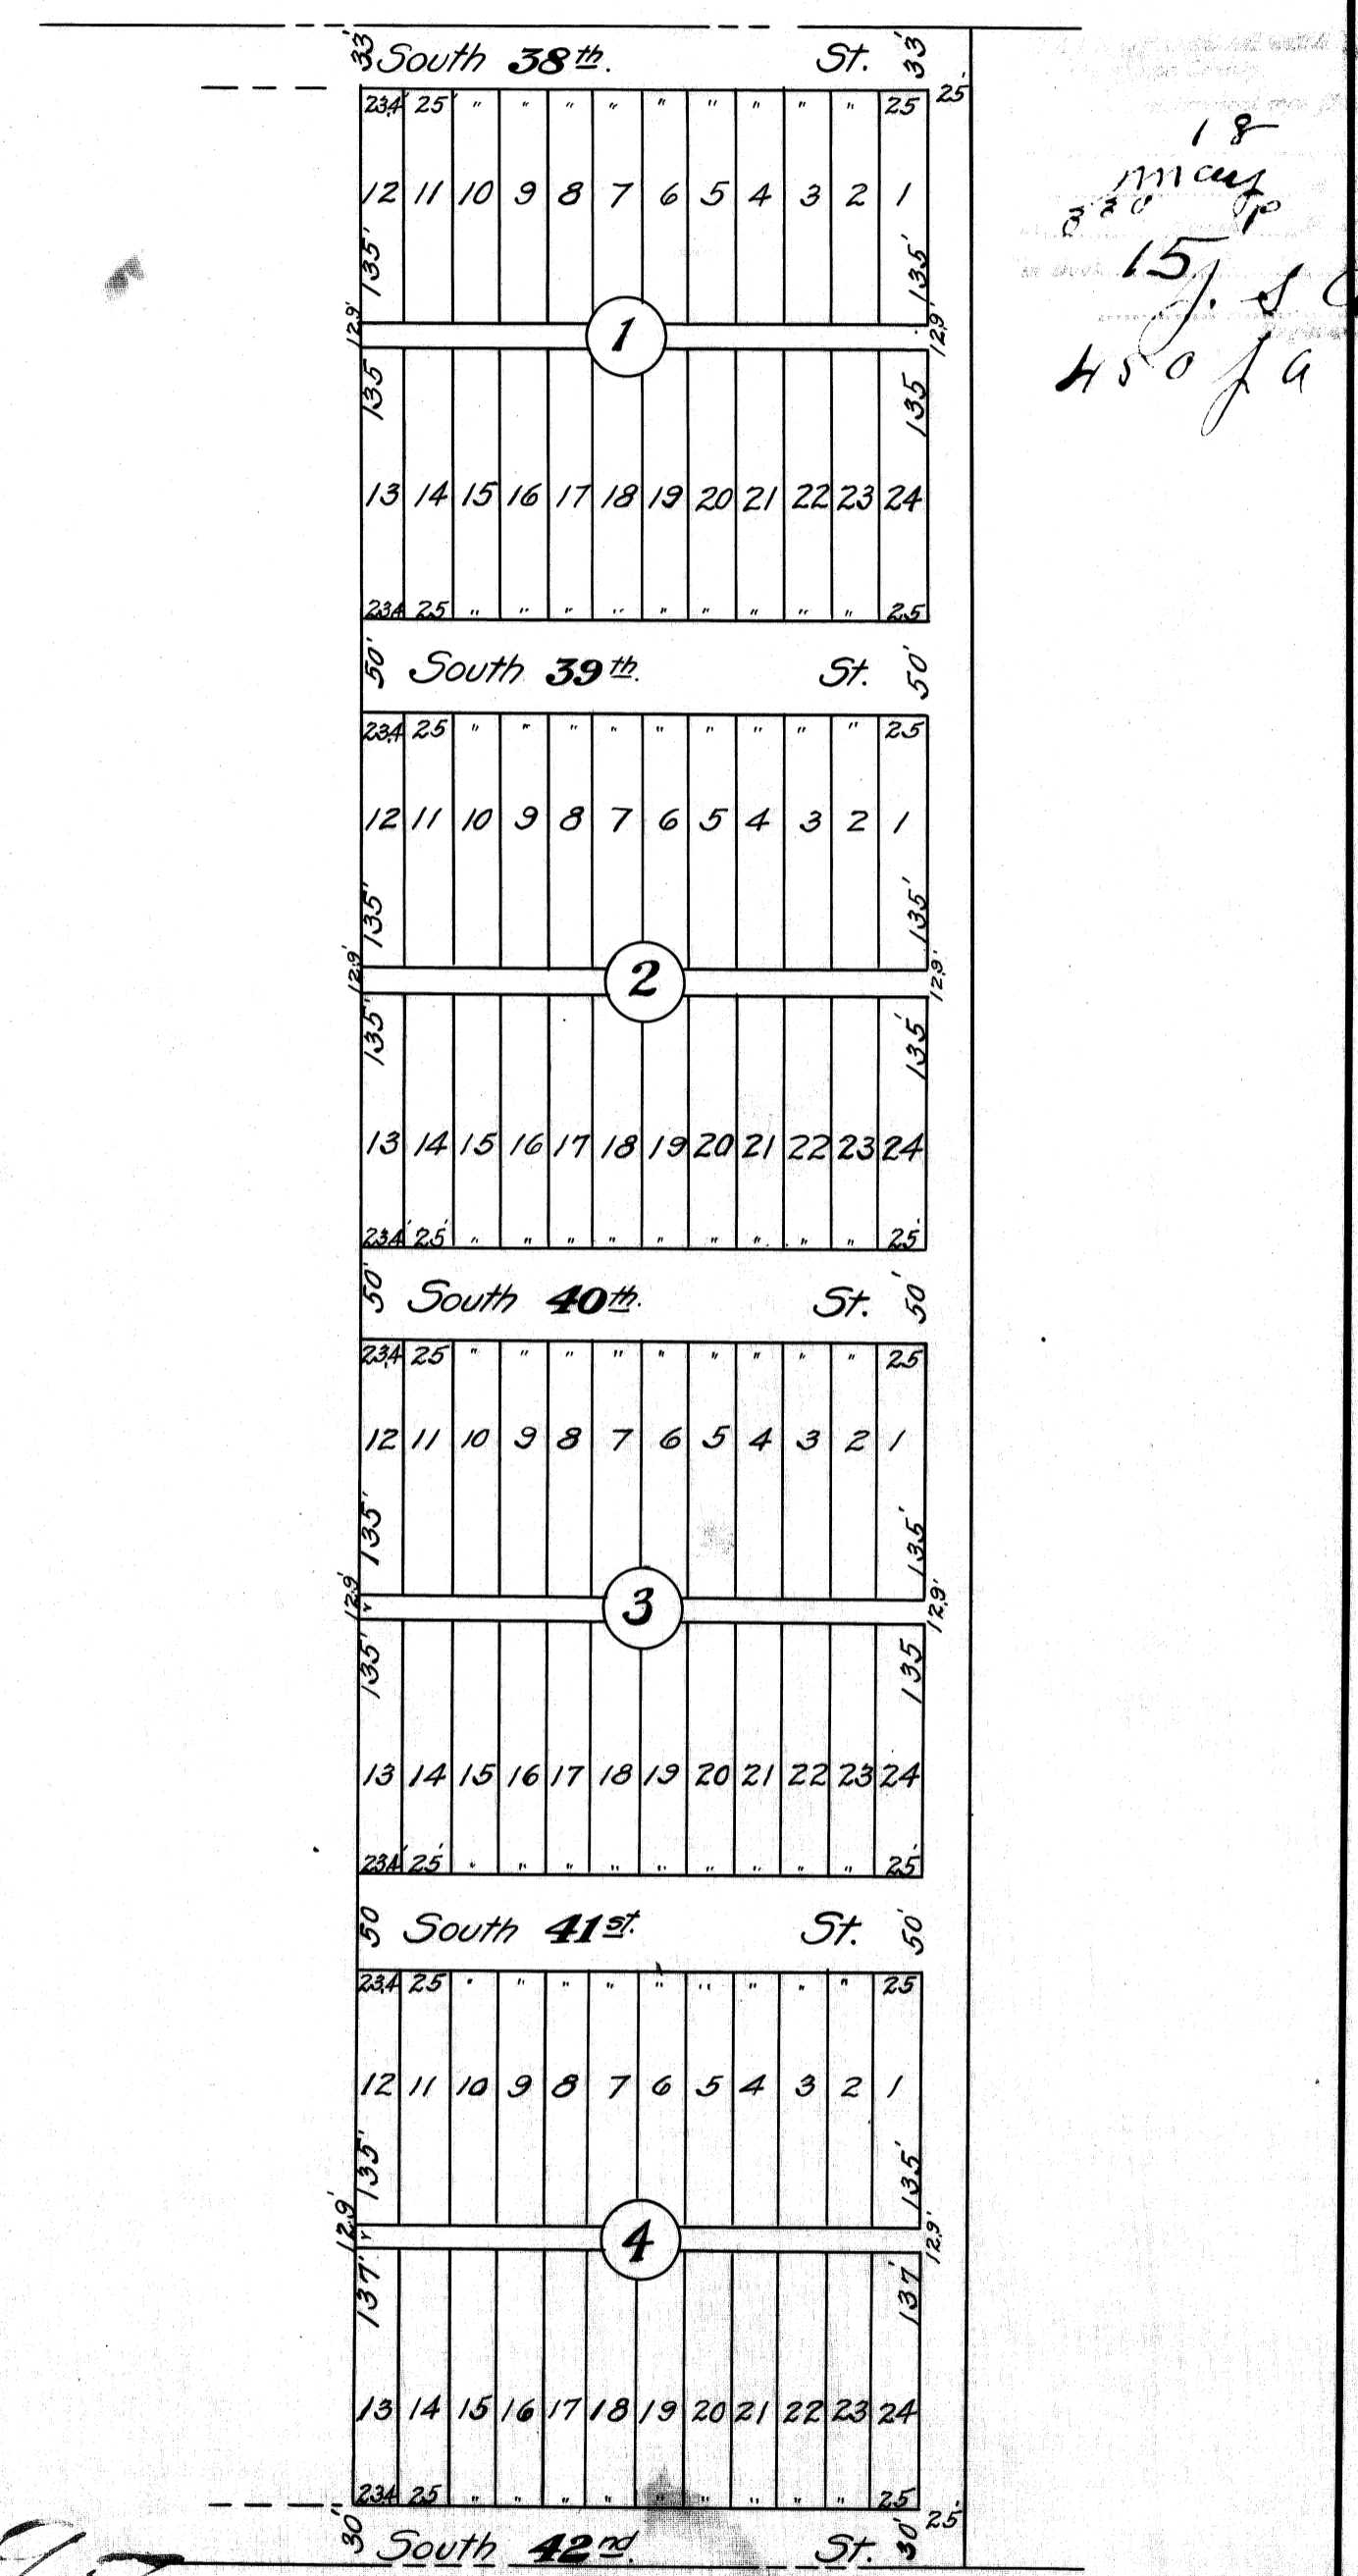 33' South 38th. St. 33'
23.4' 25' " " " " " " " " " 25 25'
12 11 10 9 8 7 6 5 4 3 2 1
135' 135'
12.9' 1 12.9'
135 135
13 14 15 16 17 18 19 20 21 22 23 24
23.4 25 " " " " " " " " " 25
50' South 39th. St. 50'
23.4 25 " " " " " " " " " 25
12 11 10 9 8 7 6 5 4 3 2 1
135' 135'
12.9' 2 12.9'
135' 135'
13 14 15 16 17 18 19 20 21 22 23 24
23.4' 25' " " " " " " " " " 25'
50' South 40th. St. 50'
23.4 25 " " " " " " " " " 25
12 11 10 9 8 7 6 5 4 3 2 1
135' 135'
12.9' 3 12.9'
135' 135
13 14 15 16 17 18 19 20 21 22 23 24
23.4' 25' " " " " " " " " " 25'
50 South 41st. St. 50'
23.4 25 " " " " " " " " " 25
12 11 10 9 8 7 6 5 4 3 2 1
135' 135'
12.9' 4 12.9'
137' 137'
13 14 15 16 17 18 19 20 21 22 23 24
23.4 25 " " " " " " " " " 25 25'
30' South 42nd. St. 30'
18
may
330 P
15
J. S
450 J a